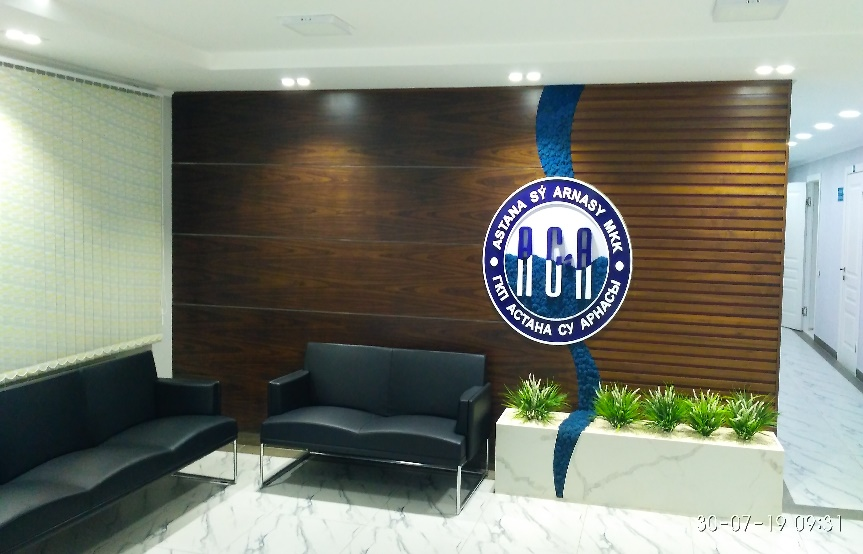 ASTANA SÝ ARNASY MKK
АСА
ГКП АСТАНА СУ АРНАСЫ
30-07-19 09:31